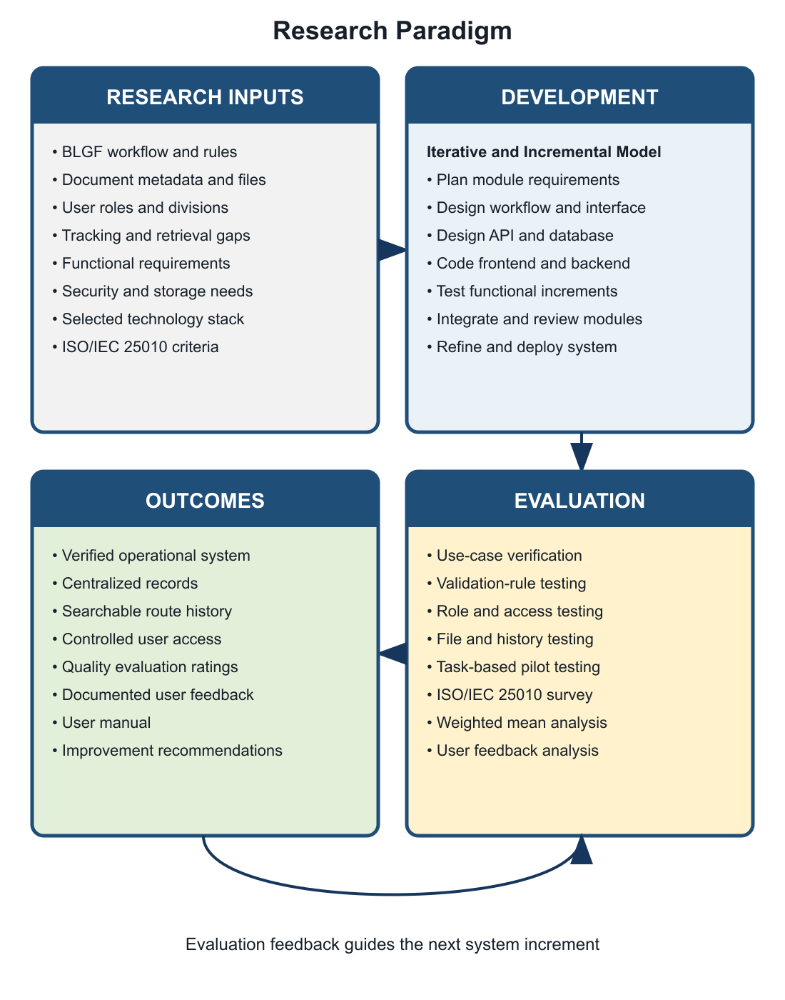 Research Paradigm
RESEARCH INPUTS
• BLGF workflow and rules
• Document metadata and files
• User roles and divisions
• Tracking and retrieval gaps
• Functional requirements
• Security and storage needs
• Selected technology stack
• ISO/IEC 25010 criteria
DEVELOPMENT
Iterative and Incremental Model
• Plan module requirements
• Design workflow and interface
• Design API and database
• Code frontend and backend
• Test functional increments
• Integrate and review modules
• Refine and deploy system
OUTCOMES
• Verified operational system
• Centralized records
• Searchable route history
• Controlled user access
• Quality evaluation ratings
• Documented user feedback
• User manual
• Improvement recommendations
EVALUATION
• Use-case verification
• Validation-rule testing
• Role and access testing
• File and history testing
• Task-based pilot testing
• ISO/IEC 25010 survey
• Weighted mean analysis
• User feedback analysis
Evaluation feedback guides the next system increment